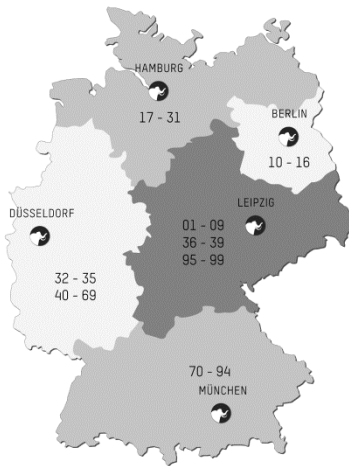 HAMBURG
17 - 31
BERLIN
10 - 16
LEIPZIG
01 - 09
36 - 39
95 - 99
DÜSSELDORF
32 - 35
40 - 69
70 - 94
MÜNCHEN